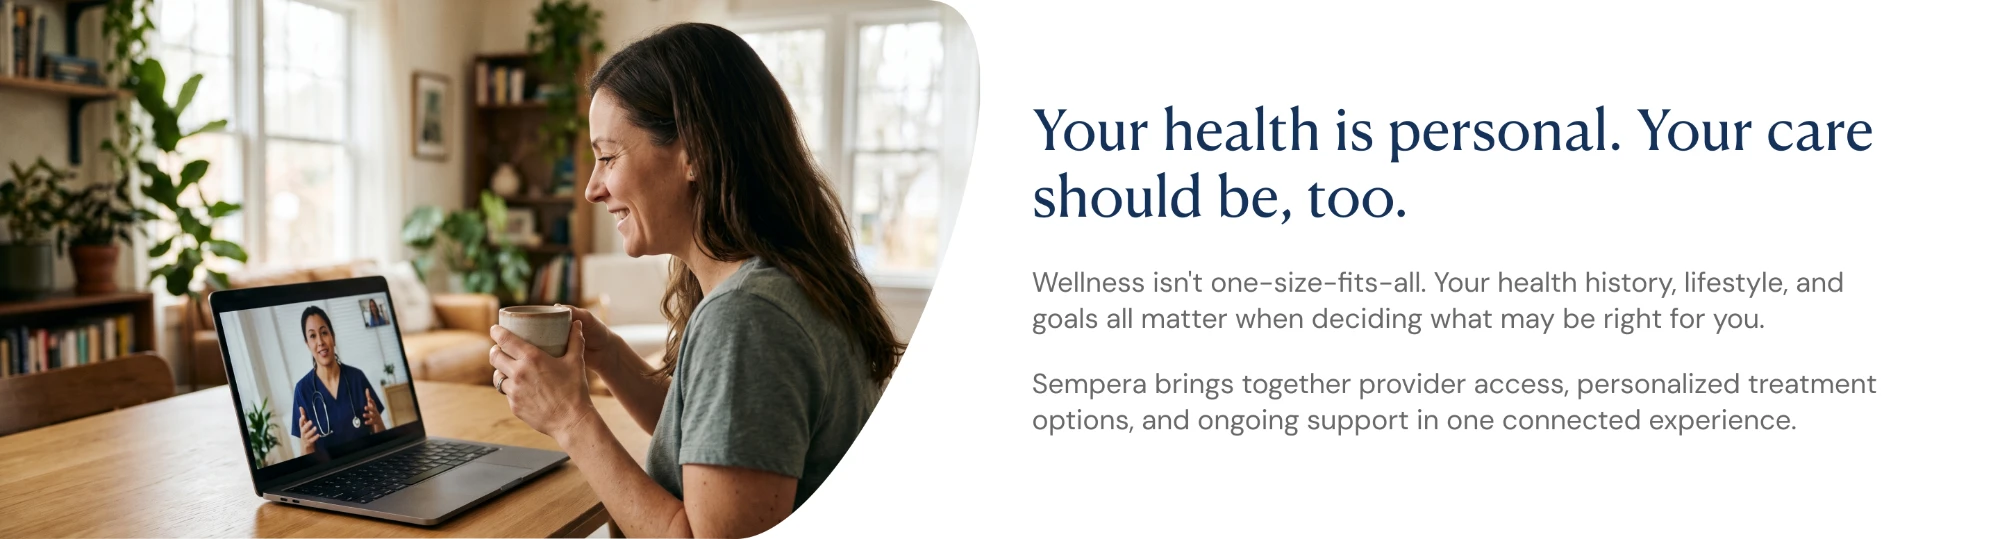 Your health is personal. Your care
should be, too.
Wellness isn't one-size-fits-all. Your health history, lifestyle, and
goals all matter when deciding what may be right for you.
Sempera brings together provider access, personalized treatment
options, and ongoing support in one connected experience.